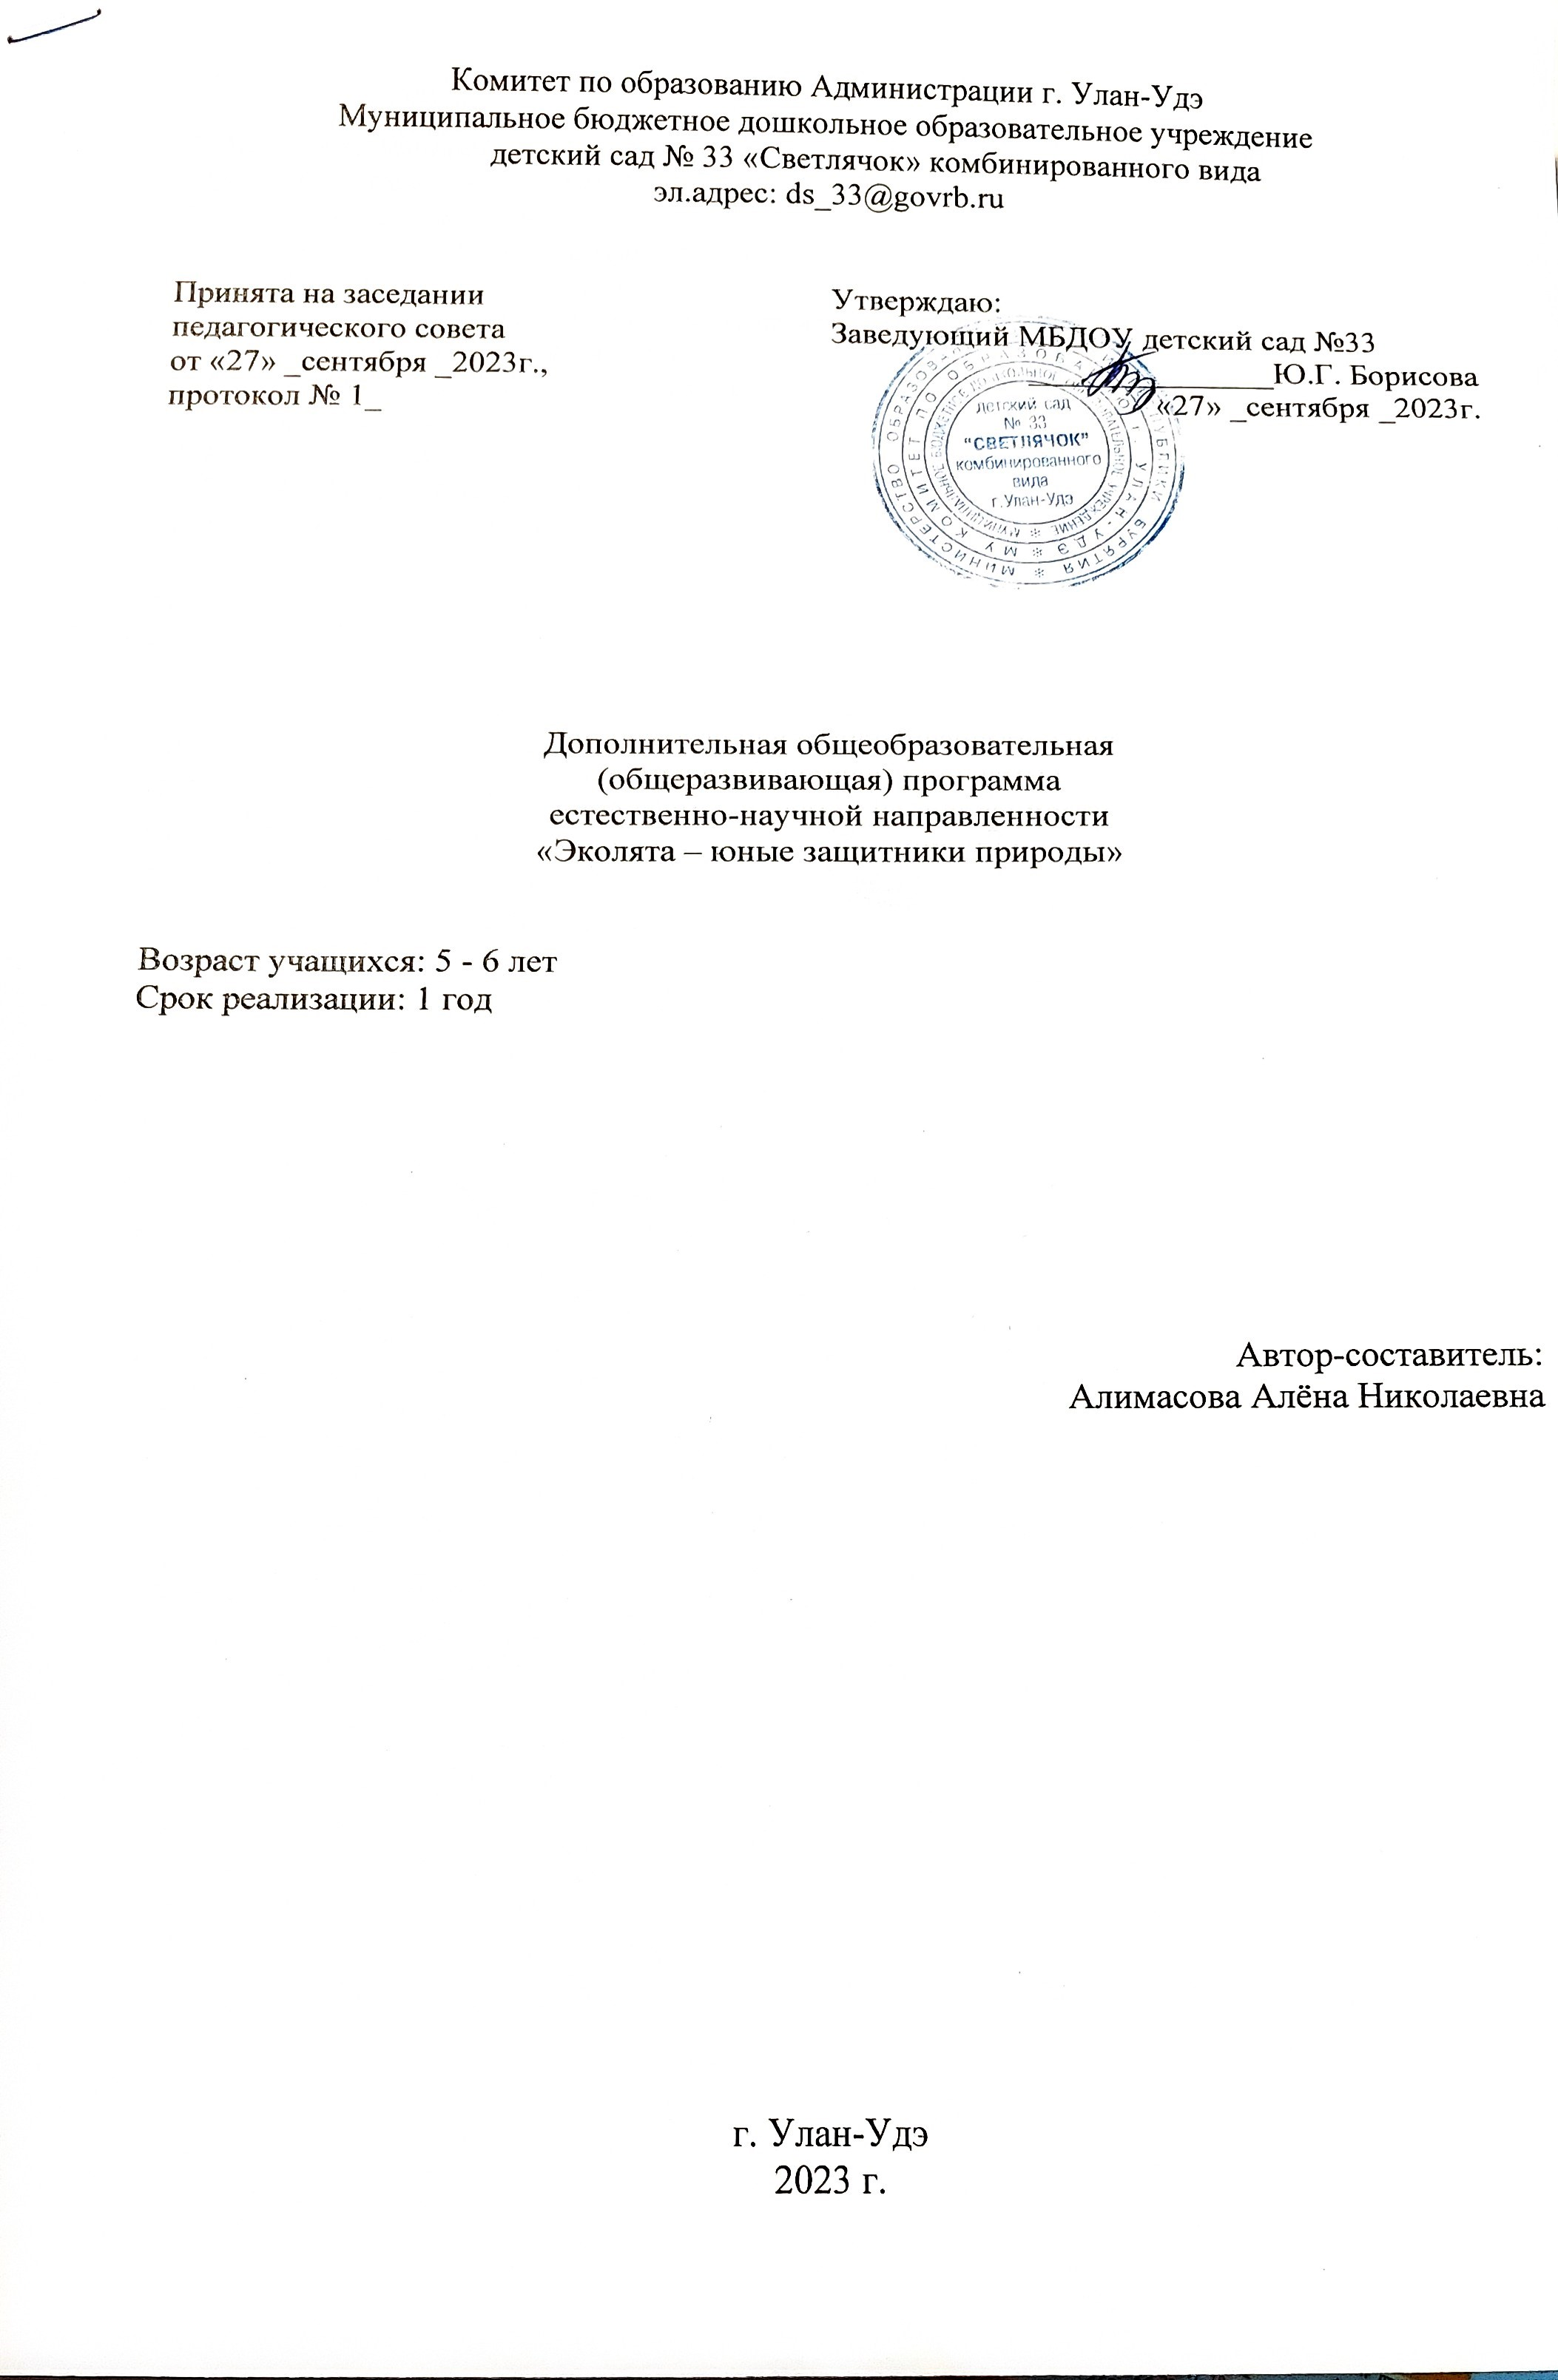 Комитет по образованию Администрации г. Улан-Удэ
Муниципальное бюджетное дошкольное образовательное учреждение
детский сад № 33 «Светлячок» комбинированного вида
эл.адрес: ds_33@govrb.ru
Принята на заседании
педагогического совета
от «27» _сентября _2023г.,
протокол № 1_
Утверждаю:
Заведующий МБДОУ детский сад №33
________________Ю.Г. Борисова
«27» _сентября _2023г.
детский сад
№ 33
"СВЕТЛЯЧОК"
комбинированного
вида
г.Улан-Удэ
Дополнительная общеобразовательная
(общеразвивающая) программа
естественно-научной направленности
«Эколята – юные защитники природы»
Возраст учащихся: 5 - 6 лет
Срок реализации: 1 год
Автор-составитель:
Алимасова Алёна Николаевна
г. Улан-Удэ
2023 г.